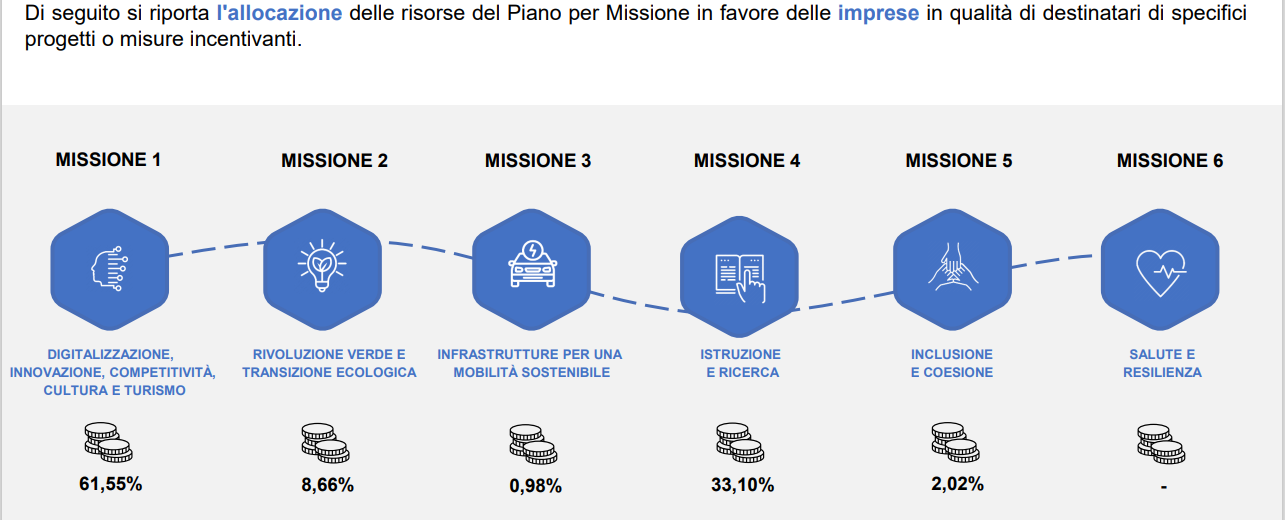 Di seguito si riporta l'allocazione delle risorse del Piano per Missione in favore delle imprese in qualità di destinatari di specifici
progetti o misure incentivanti.
MISSIONE 1
MISSIONE 2
MISSIONE 3
MISSIONE 4
MISSIONE 5
MISSIONE 6
DIGITALIZZAZIONE,
INNOVAZIONE, COMPETITIVITÀ,
CULTURA E TURISMO
RIVOLUZIONE VERDE E
TRANSIZIONE ECOLOGICA
INFRASTRUTTURE PER UNA
MOBILITÀ SOSTENIBILE
ISTRUZIONE
E RICERCA
INCLUSIONE
E COESIONE
SALUTE E
RESILIENZA
61,55%
8,66%
0,98%
33,10%
2,02%
-